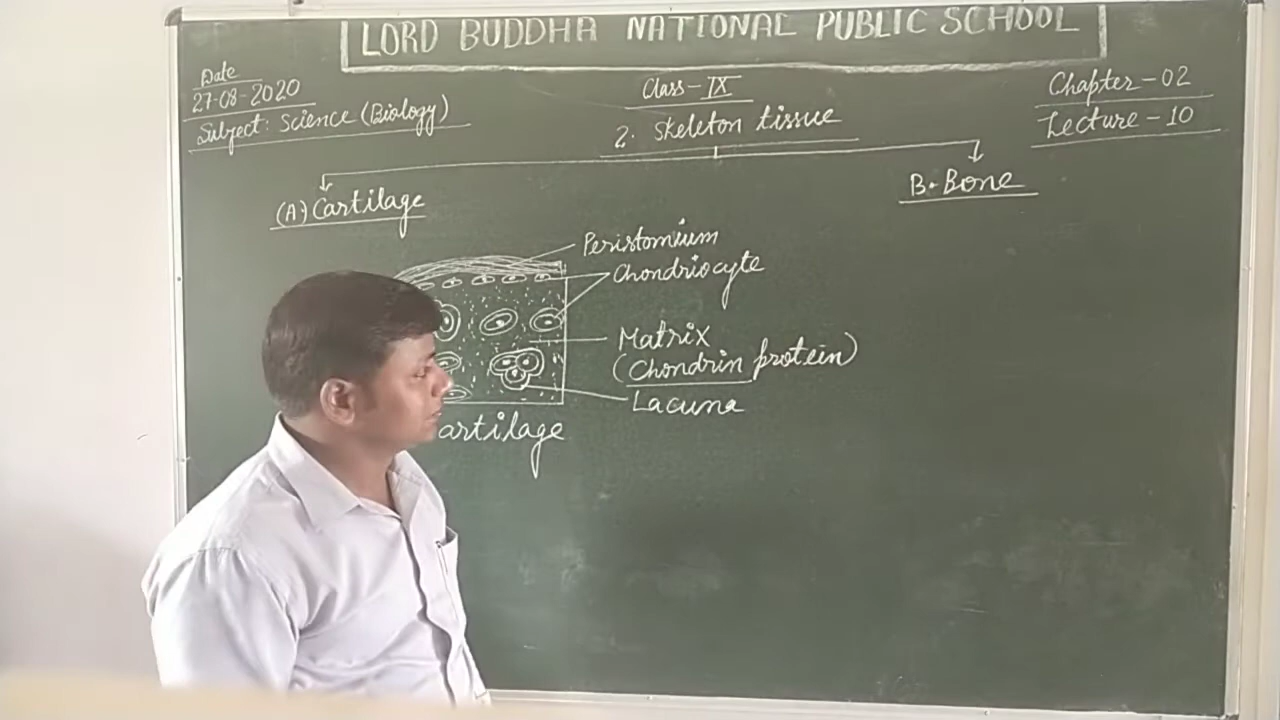 LORD BUDDHA NATIONAL PUBLIC SCHOOL
Date
27-08-2020
Subject: Science (Biology)
Class-IX
2. Skeleton tissue
Chapter-02
Lecture-10
(A) Cartilage
B. Bone
Peristomium
Chondriocyte
Matrix
(Chondrin protein)
Lacuna
artilage